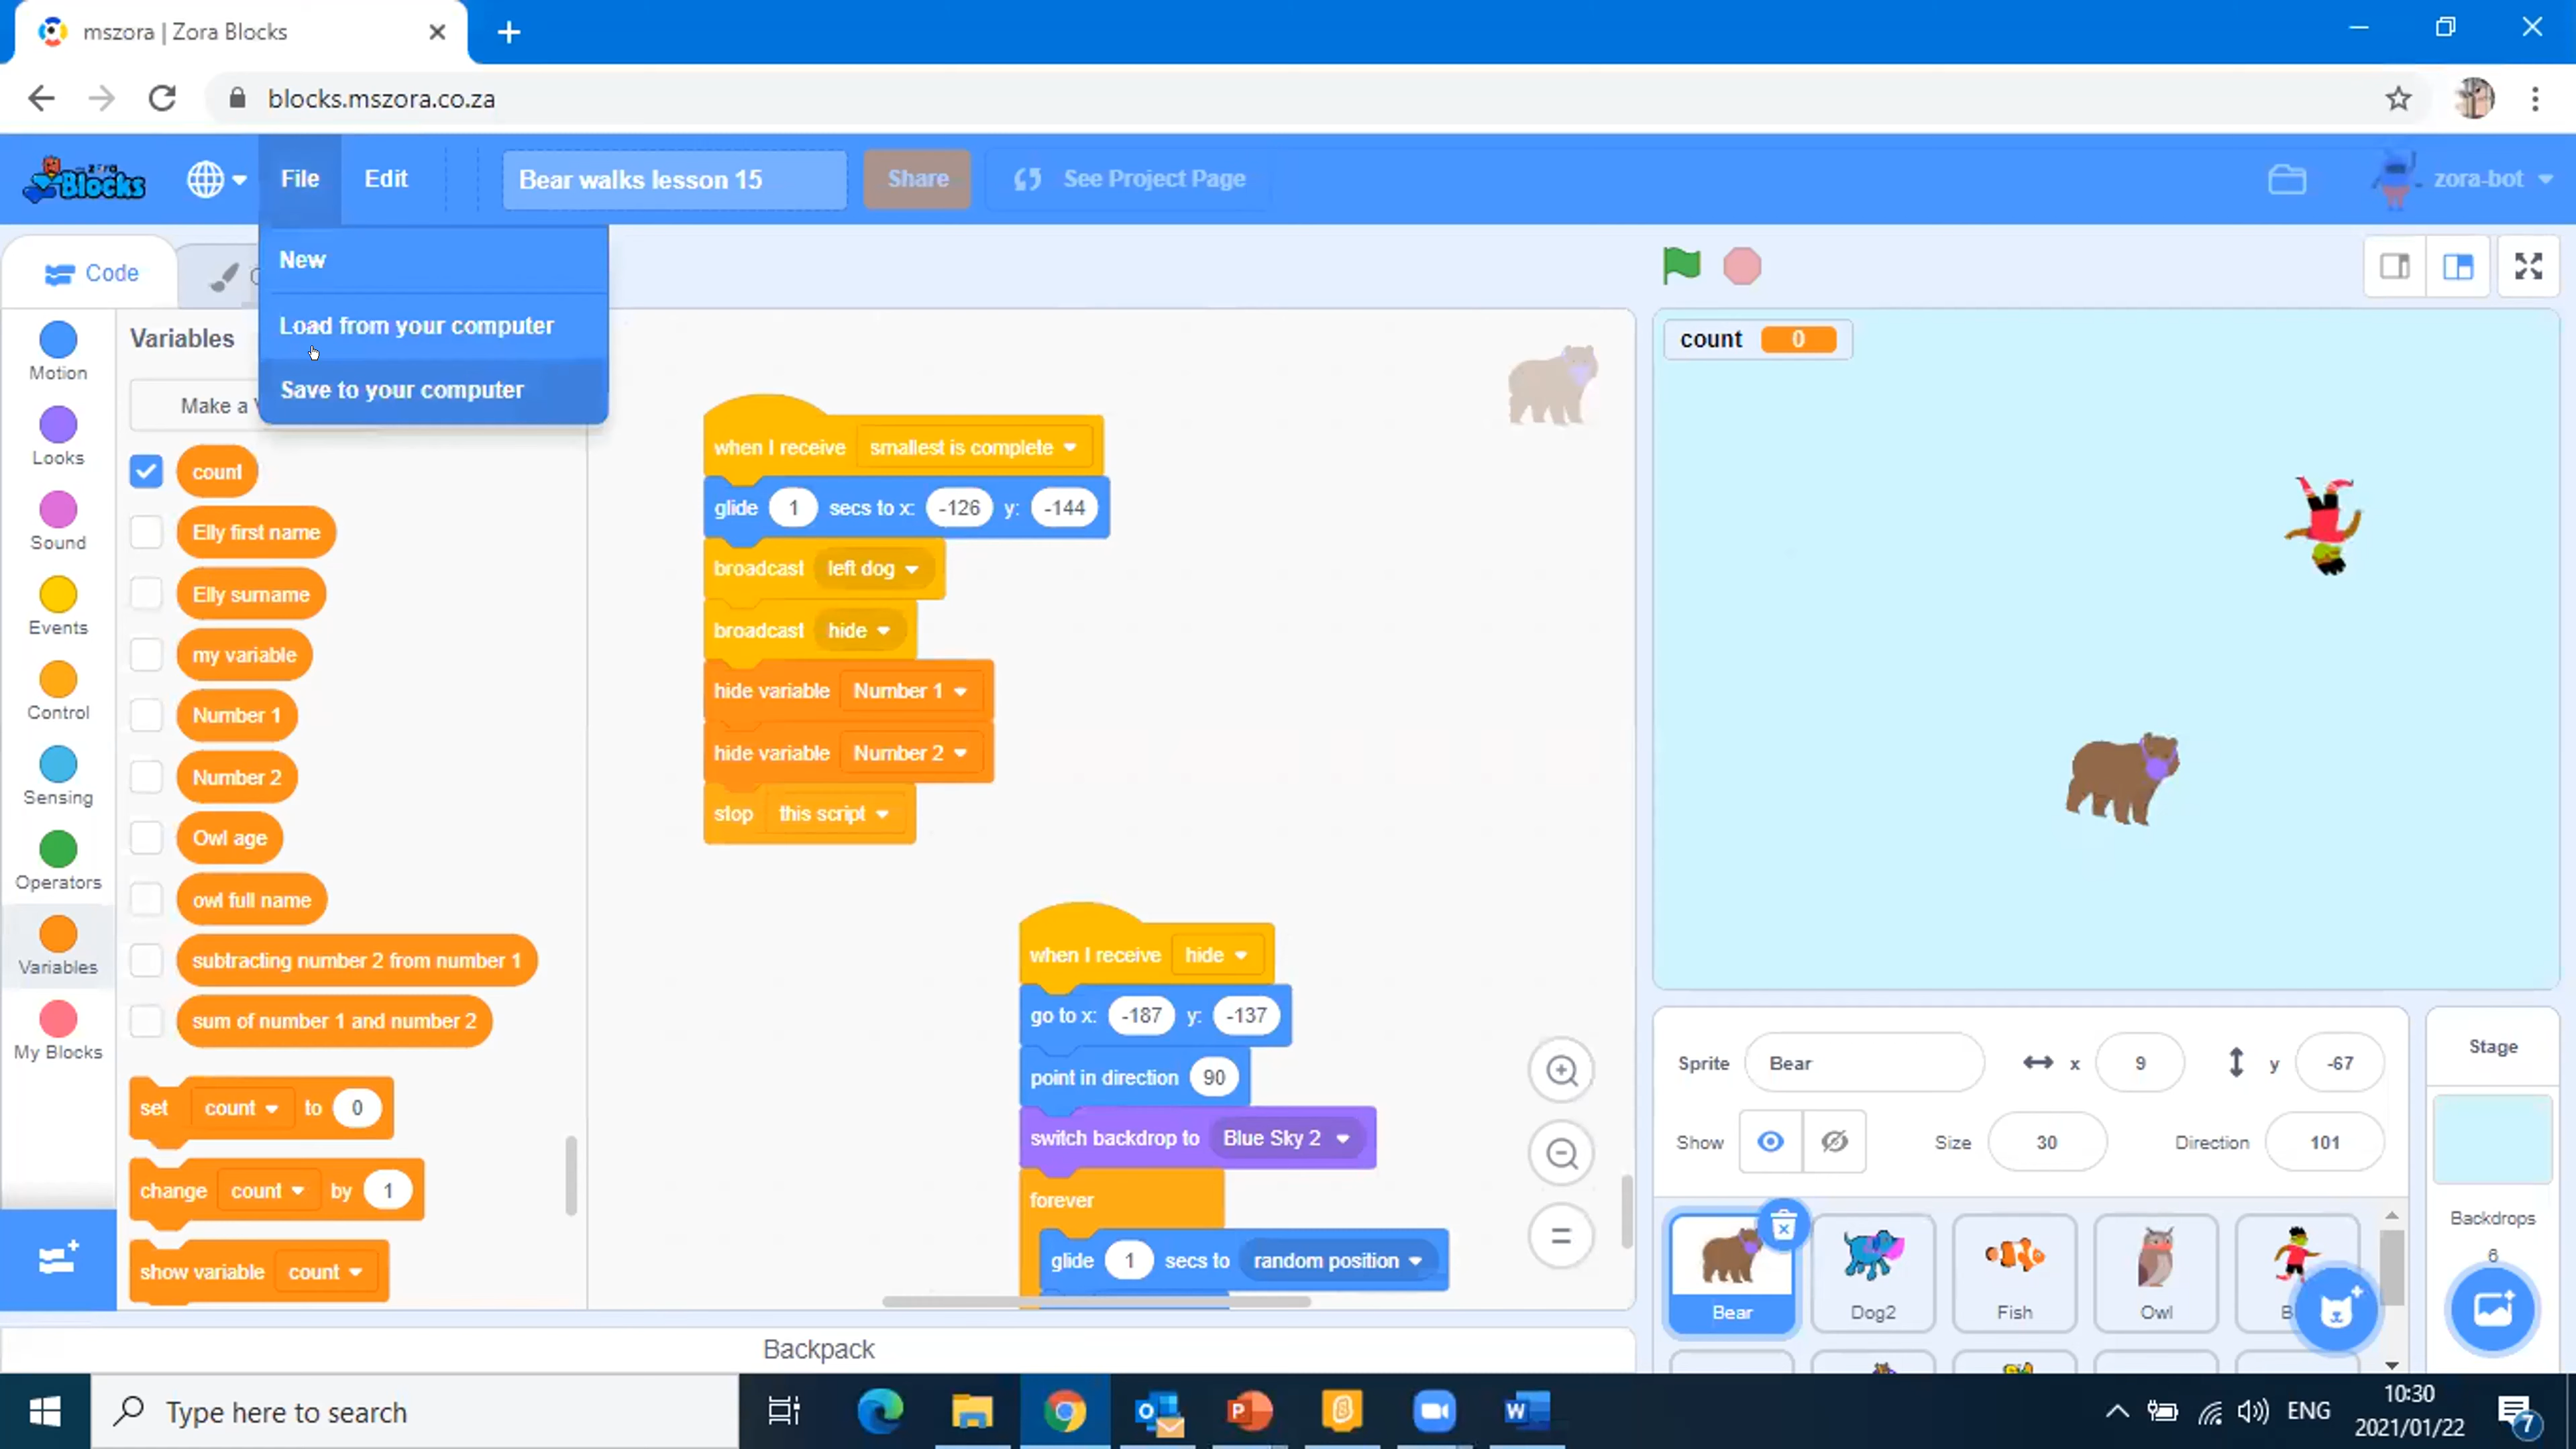 mszora | Zora Blocks
blocks.mszora.co.za
Zora Blocks
File
Edit
Bear walks lesson 15
Share
See Project Page
zora-bot
New
Load from your computer
Save to your computer
Code
Variables
Make a
Motion
Looks
Sound
Events
Control
Sensing
Operators
Variables
My Blocks
count
Elly first name
Elly surname
my variable
Number 1
Number 2
Owl age
owl full name
subtracting number 2 from number 1
sum of number 1 and number 2
set count to 0
change count by 1
show variable count
when I receive smallest is complete
glide 1 secs to x: -126 y: -144
broadcast left dog
broadcast hide
hide variable Number 1
hide variable Number 2
stop this script
when I receive hide
go to x: -187 y: -137
point in direction 90
switch backdrop to Blue Sky 2
forever
glide 1 secs to random position
count 0
Sprite Bear x 9 y -67
Show Size 30 Direction 101
Bear
Dog2
Fish
Owl
Stage
Backdrops
6
Backpack
Type here to search
ENG
10:30
2021/01/22
7